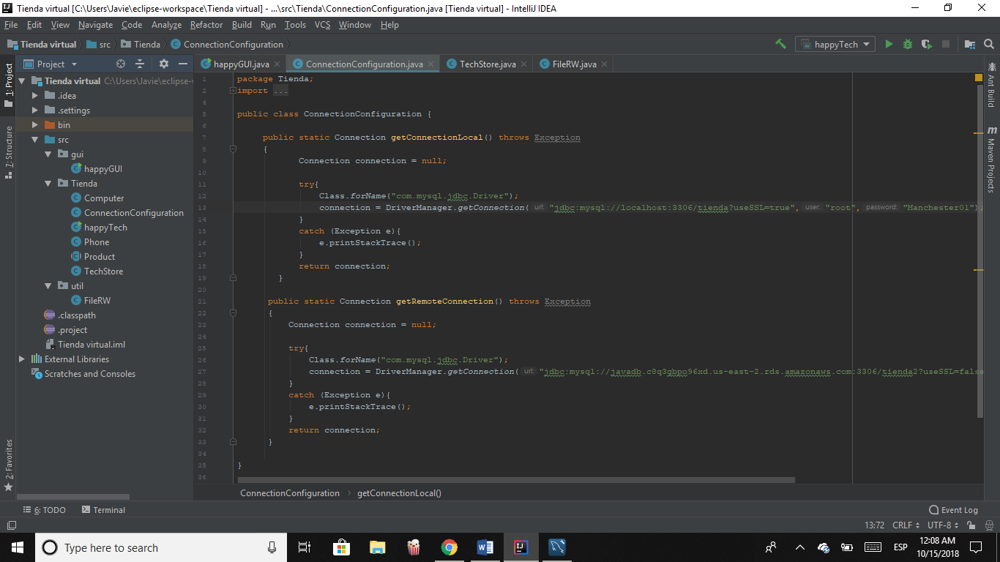 Tienda virtual [C:\Users\Javie\eclipse-workspace\Tienda virtual] - ...\src\Tienda\ConnectionConfiguration.java [Tienda virtual] - IntelliJ IDEA
File Edit View Navigate Code Analyze Refactor Build Run Tools VCS Window Help
Tienda virtual src Tienda ConnectionConfiguration happyTech
Project
happyGUI.java ConnectionConfiguration.java TechStore.java FileRW.java
1: Project
7: Structure
2: Favorites
Tienda virtual C:\Users\Javie\eclipse-
.idea
.settings
bin
src
gui
happyGUI
Tienda
Computer
ConnectionConfiguration
happyTech
Phone
Product
TechStore
util
FileRW
.classpath
.project
Tienda virtual.iml
External Libraries
Scratches and Consoles
1 package Tienda;
2 import ...
4
5 public class ConnectionConfiguration {
6
7 public static Connection getConnectionLocal() throws Exception
8 {
9 Connection connection = null;
10
11 try{
12 Class.forName("com.mysql.jdbc.Driver");
13 connection = DriverManager.getConnection( url: "jdbc:mysql://localhost:3306/tienda?useSSL=true", user: "root", password: "Manchester01");
14 }
15 catch (Exception e){
16 e.printStackTrace();
17 }
18 return connection;
19 }
20
21 public static Connection getRemoteConnection() throws Exception
22 {
23 Connection connection = null;
24
25 try{
26 Class.forName("com.mysql.jdbc.Driver");
27 connection = DriverManager.getConnection( url: "jdbc:mysql://javadb.c8q3gbpo96xd.us-east-2.rds.amazonaws.com:3306/tienda2?useSSL=false
28 }
29 catch (Exception e){
30 e.printStackTrace();
31 }
32 return connection;
33 }
34
35 }
36
Ant Build
Maven Projects
ConnectionConfiguration getConnectionLocal()
6: TODO Terminal Event Log
13:72 CRLF UTF-8
Type here to search
ESP
12:08 AM
10/15/2018